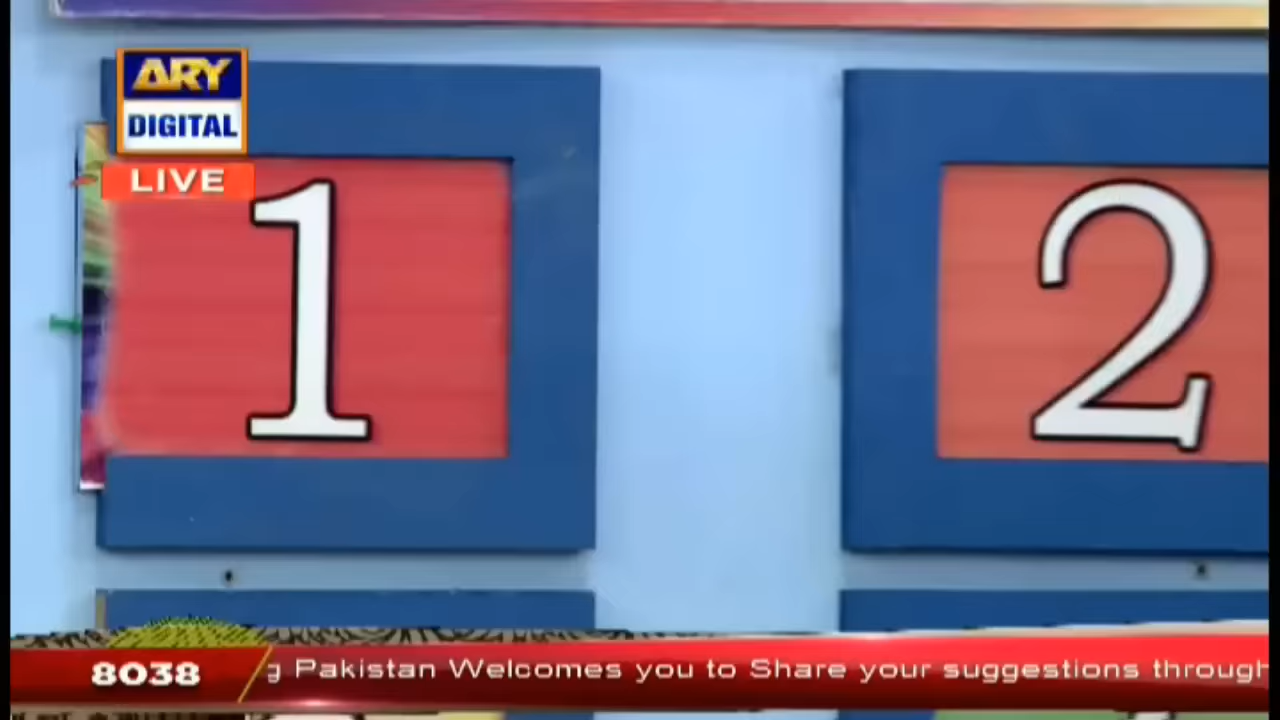 ARY
DIGITAL
LIVE
1
2
8038
g Pakistan Welcomes you to Share your suggestions through